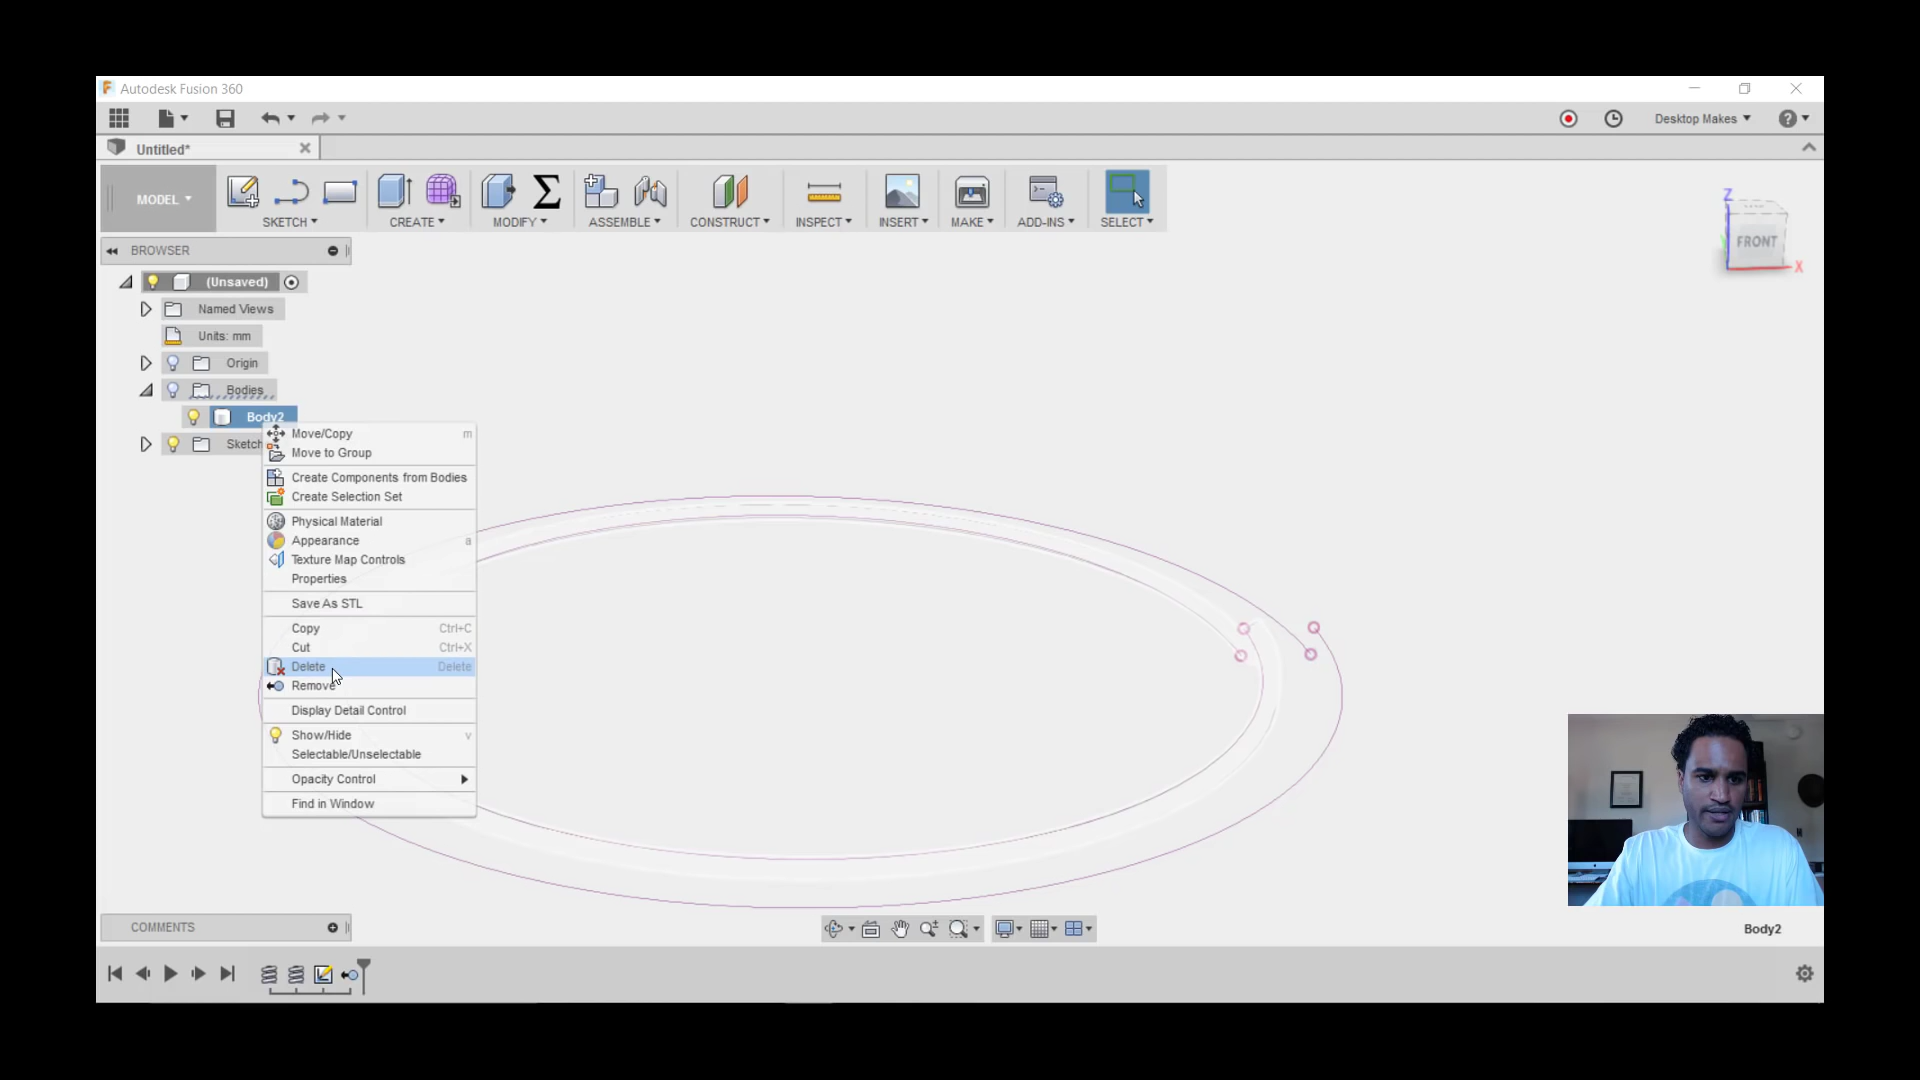 Autodesk Fusion 360
Desktop Makes
Untitled*
MODEL
SKETCH
CREATE
MODIFY
ASSEMBLE
CONSTRUCT
INSPECT
INSERT
MAKE
ADD-INS
SELECT
Z
FRONT
X
BROWSER
(Unsaved)
Named Views
Units: mm
Origin
Bodies
Body2
Sketch
Move/Copy m
Move to Group
Create Components from Bodies
Create Selection Set
Physical Material
Appearance a
Texture Map Controls
Properties
Save As STL
Copy Ctrl+C
Cut Ctrl+X
Delete Delete
Remove
Display Detail Control
Show/Hide v
Selectable/Unselectable
Opacity Control
Find in Window
COMMENTS
Body2